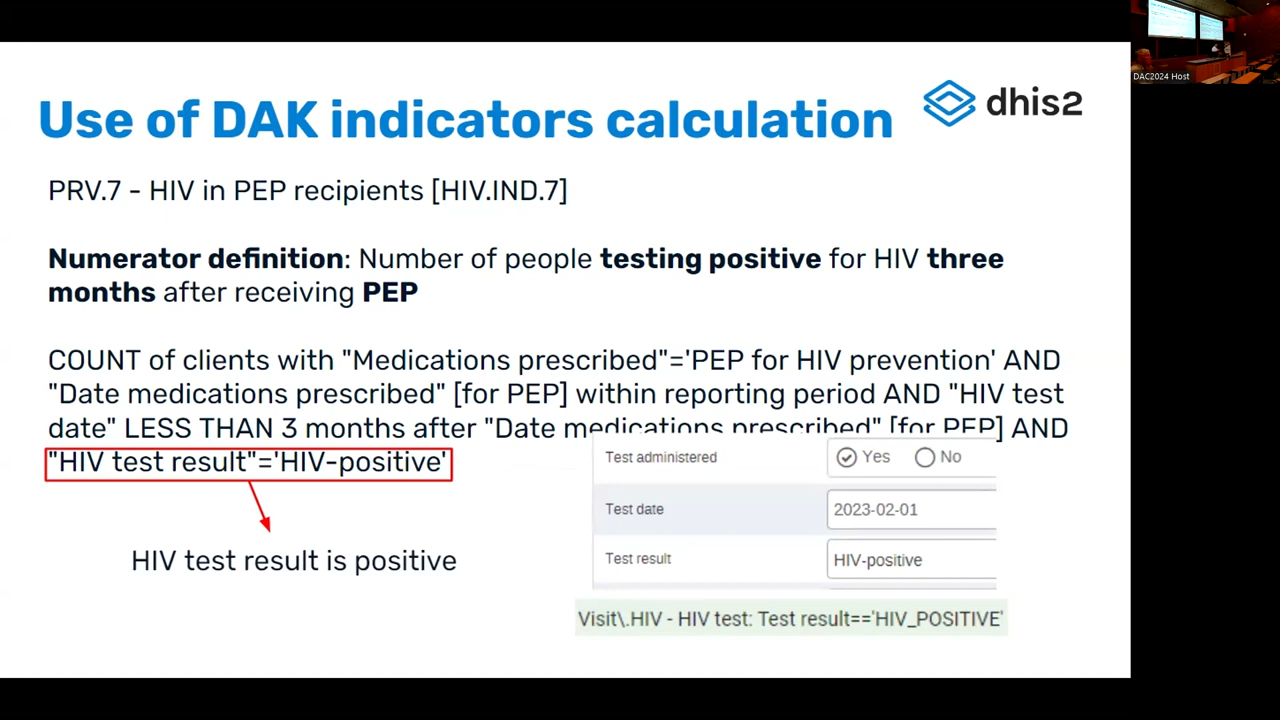 Use of DAK indicators calculation
dhis2
DAC2024 Host
PRV.7 - HIV in PEP recipients [HIV.IND.7]
Numerator definition: Number of people testing positive for HIV three
months after receiving PEP
COUNT of clients with "Medications prescribed"='PEP for HIV prevention' AND
"Date medications prescribed" [for PEP] within reporting period AND "HIV test
date" LESS THAN 3 months after "Date medications prescribed" [for PEP] AND
"HIV test result"='HIV-positive'
HIV test result is positive
Test administered Yes No
Test date 2023-02-01
Test result HIV-positive
Visit\.HIV - HIV test: Test result=='HIV_POSITIVE'